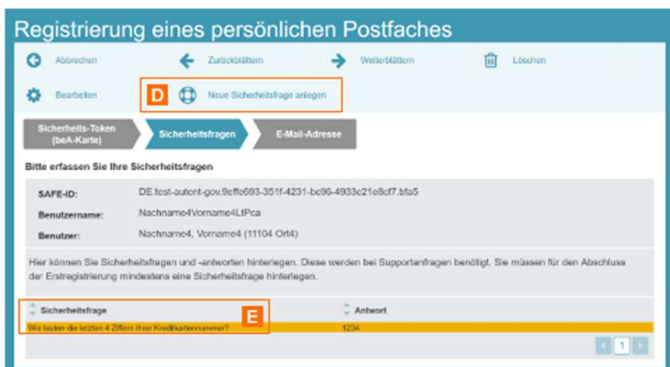 Registrierung eines persönlichen Postfaches
Abbrechen Zurückblättern Weiterblättern Löschen
Bearbeiten D Neue Sicherheitsfrage anlegen
Sicherheits-Token
(beA-Karte)
Sicherheitsfragen
E-Mail-Adresse
Bitte erfassen Sie Ihre Sicherheitsfragen
SAFE-ID: DE.test-autent-gov.9effe693-351f-4231-bc96-4933c21e8cf7.bfa5
Benutzername: Nachname4Vorname4LtPca
Benutzer: Nachname4, Vorname4 (11104 Ort4)
Hier können Sie Sicherheitsfragen und -antworten hinterlegen. Diese werden bei Supportanfragen benötigt. Sie müssen für den Abschluss
der Erstregistrierung mindestens eine Sicherheitsfrage hinterlegen.
Sicherheitsfrage E Antwort
Wie lauten die letzten 4 Ziffern Ihrer Kreditkartennummer? 1234
< 1 >